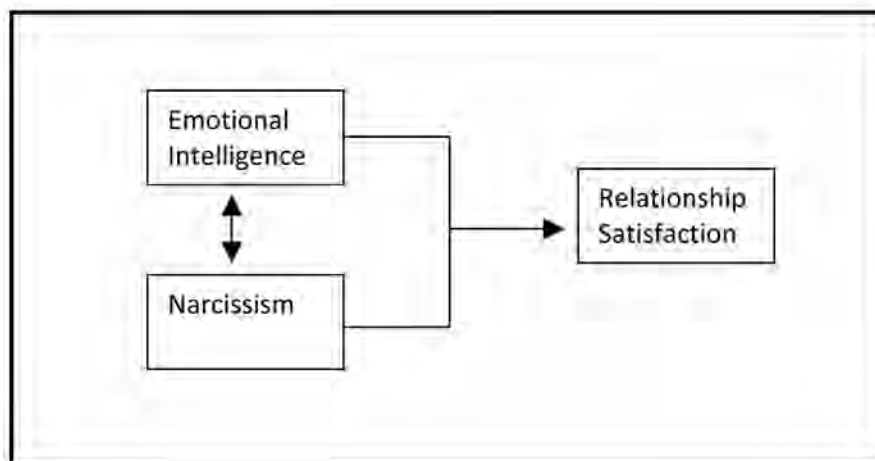 Emotional
Intelligence
Relationship
Satisfaction
Narcissism